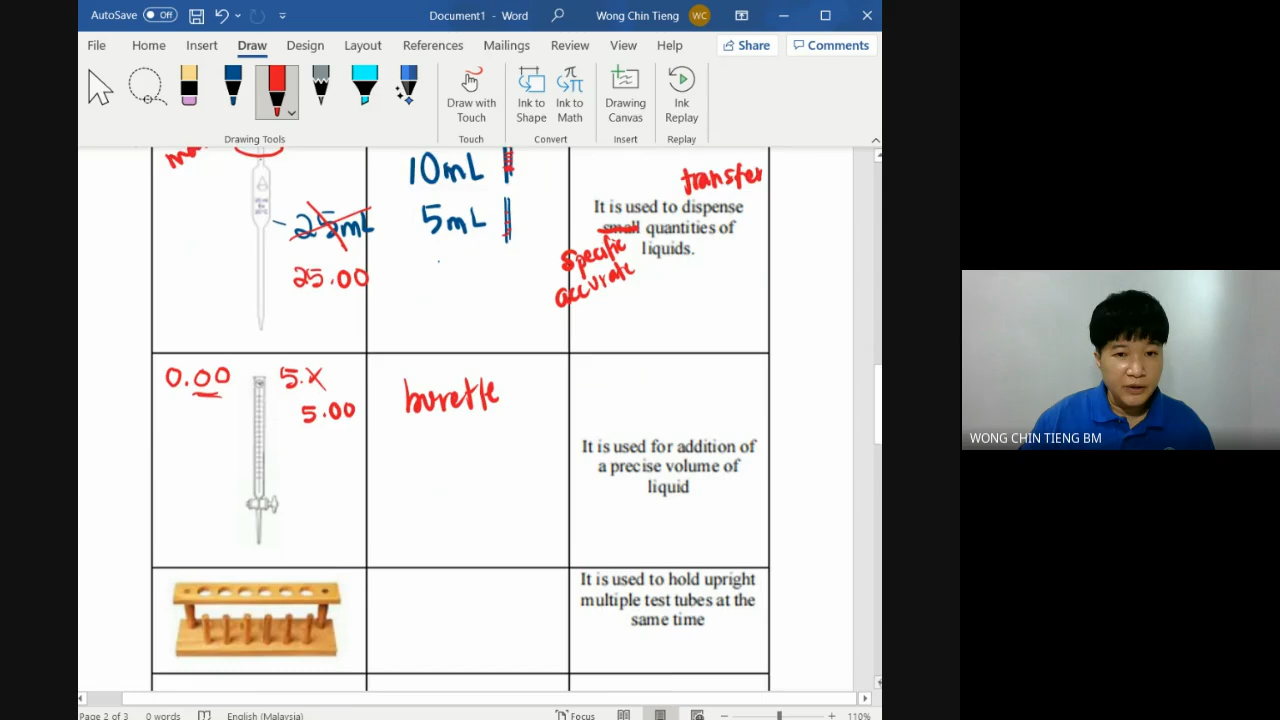 AutoSave Off Document1 - Word Wong Chin Tieng WC
File Home Insert Draw Design Layout References Mailings Review View Help Share Comments
Draw with Touch
Ink to Shape
Ink to Math
Drawing Canvas
Ink Replay
Drawing Tools Touch Convert Insert Replay
10mL
5mL
25mL
25.00
transfer
It is used to dispense
small quantities of
liquids.
specific
accurate
0.00
5.X
5.00
burette
It is used for addition of
a precise volume of
liquid
It is used to hold upright
multiple test tubes at the
same time
WONG CHIN TIENG BM
Page 2 of 3 0 words English (Malaysia) Focus 110%